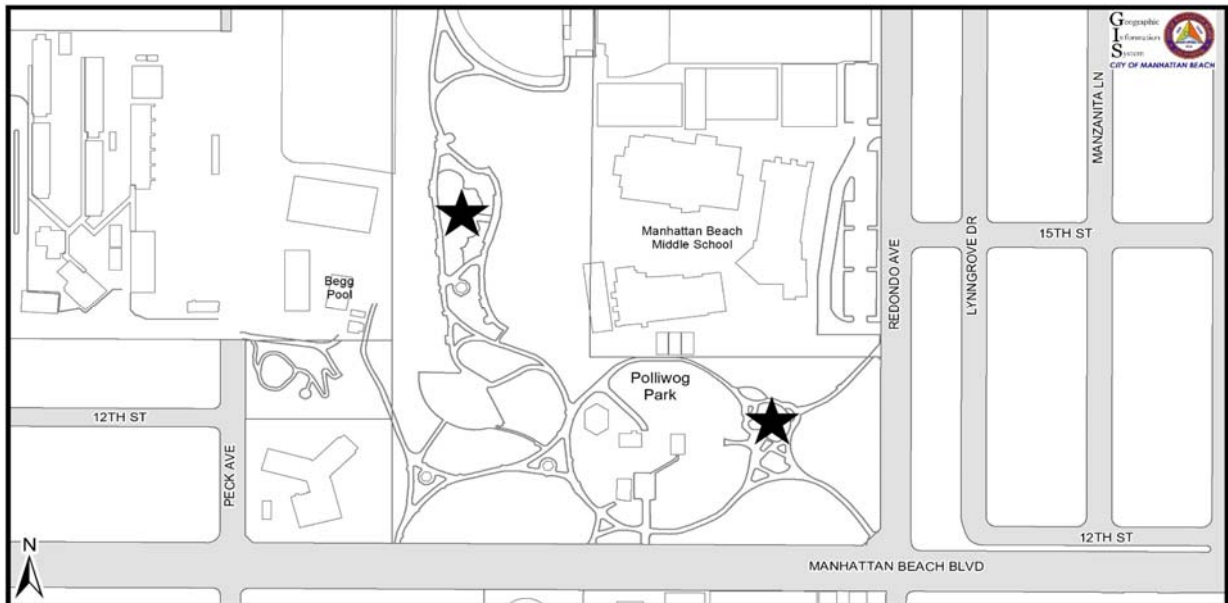 Geographic
Information
System
CITY OF MANHATTAN BEACH
MANZANITA LN
15TH ST
LYNNGROVE DR
REDONDO AVE
Manhattan Beach
Middle School
Begg
Pool
Polliwog
Park
12TH ST
PECK AVE
12TH ST
MANHATTAN BEACH BLVD
N